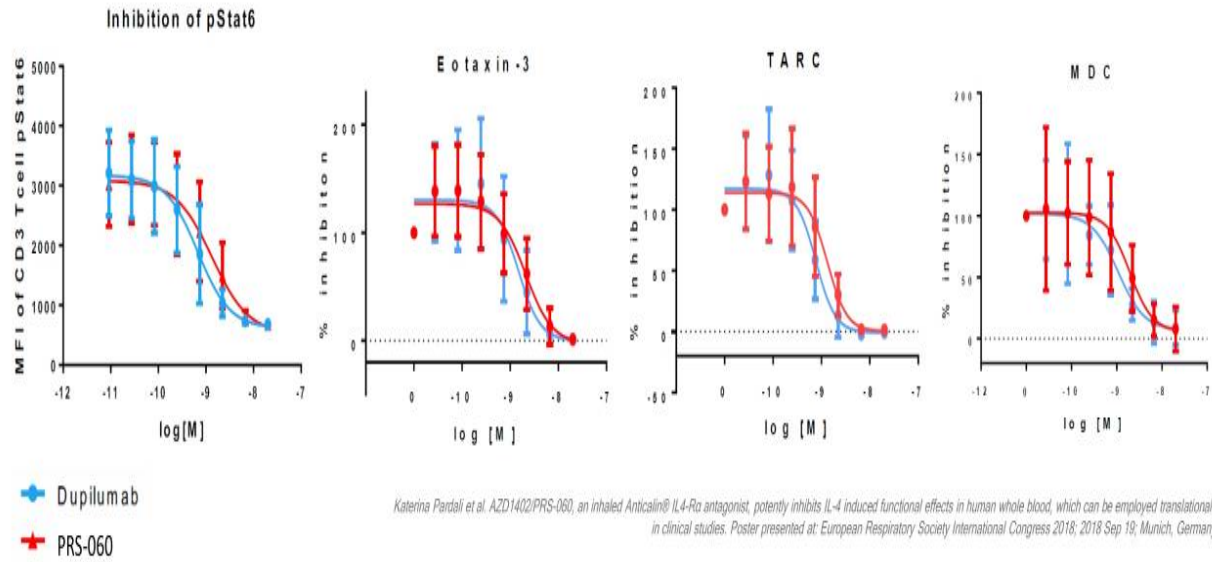 Inhibition of pStat6
MFI of CD3 Tcell pStat6
5000
4000
3000
2000
1000
0
-12 -11 -10 -9 -8 -7
log[M]
Eotaxin-3
% inhibition
200
100
0
0 -10 -9 -8 -7
log [M]
TARC
% inhibition
200
150
100
50
0
-50
0 -10 -9 -8 -7
log [M]
MDC
% inhibition
200
150
100
50
0
-12 0 -10 -9 -8 -7
log [M]
Dupilumab
PRS-060
Katerina Pardali et al. AZD1402/PRS-060, an inhaled Anticalin® IL4-Rα antagonist, potently inhibits IL-4 induced functional effects in human whole blood, which can be employed translational
in clinical studies. Poster presented at: European Respiratory Society International Congress 2018; 2018 Sep 19; Munich, Germany